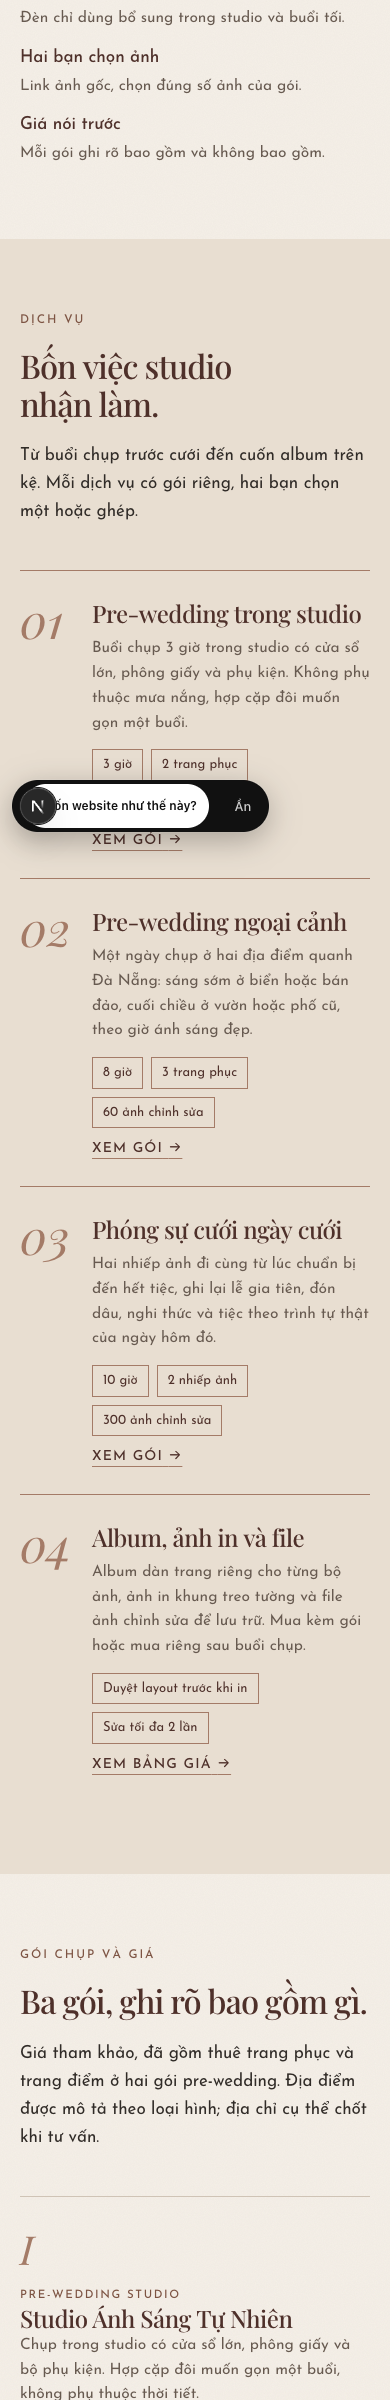 Đèn chỉ dùng bổ sung trong studio và buổi tối.
Hai bạn chọn ảnh
Link ảnh gốc, chọn đúng số ảnh của gói.
Giá nói trước
Mỗi gói ghi rõ bao gồm và không bao gồm.
DỊCH VỤ
Bốn việc studio
nhận làm.
Từ buổi chụp trước cưới đến cuốn album trên
kệ. Mỗi dịch vụ có gói riêng, hai bạn chọn
một hoặc ghép.
01
Pre-wedding trong studio
Buổi chụp 3 giờ trong studio có cửa sổ
lớn, phông giấy và phụ kiện. Không phụ
thuộc mưa nắng, hợp cặp đôi muốn
gọn một buổi.
3 giờ
2 trang phục
N
website như thế này?
Ẩn
XEM GÓI →
02
Pre-wedding ngoại cảnh
Một ngày chụp ở hai địa điểm quanh
Đà Nẵng: sáng sớm ở biển hoặc bán
đảo, cuối chiều ở vườn hoặc phố cũ,
theo giờ ánh sáng đẹp.
8 giờ
3 trang phục
60 ảnh chỉnh sửa
XEM GÓI →
03
Phóng sự cưới ngày cưới
Hai nhiếp ảnh đi cùng từ lúc chuẩn bị
đến hết tiệc, ghi lại lễ gia tiên, đón
dâu, nghi thức và tiệc theo trình tự thật
của ngày hôm đó.
10 giờ
2 nhiếp ảnh
300 ảnh chỉnh sửa
XEM GÓI →
04
Album, ảnh in và file
Album dàn trang riêng cho từng bộ
ảnh, ảnh in khung treo tường và file
ảnh chỉnh sửa để lưu trữ. Mua kèm gói
hoặc mua riêng sau buổi chụp.
Duyệt layout trước khi in
Sửa tối đa 2 lần
XEM BẢNG GIÁ →
GÓI CHỤP VÀ GIÁ
Ba gói, ghi rõ bao gồm gì.
Giá tham khảo, đã gồm thuê trang phục và
trang điểm ở hai gói pre-wedding. Địa điểm
được mô tả theo loại hình; địa chỉ cụ thể chốt
khi tư vấn.
I
PRE-WEDDING STUDIO
Studio Ánh Sáng Tự Nhiên
Chụp trong studio có cửa sổ lớn, phông giấy và
bộ phụ kiện. Hợp cặp đôi muốn gọn một buổi,
không phụ thuộc thời tiết.